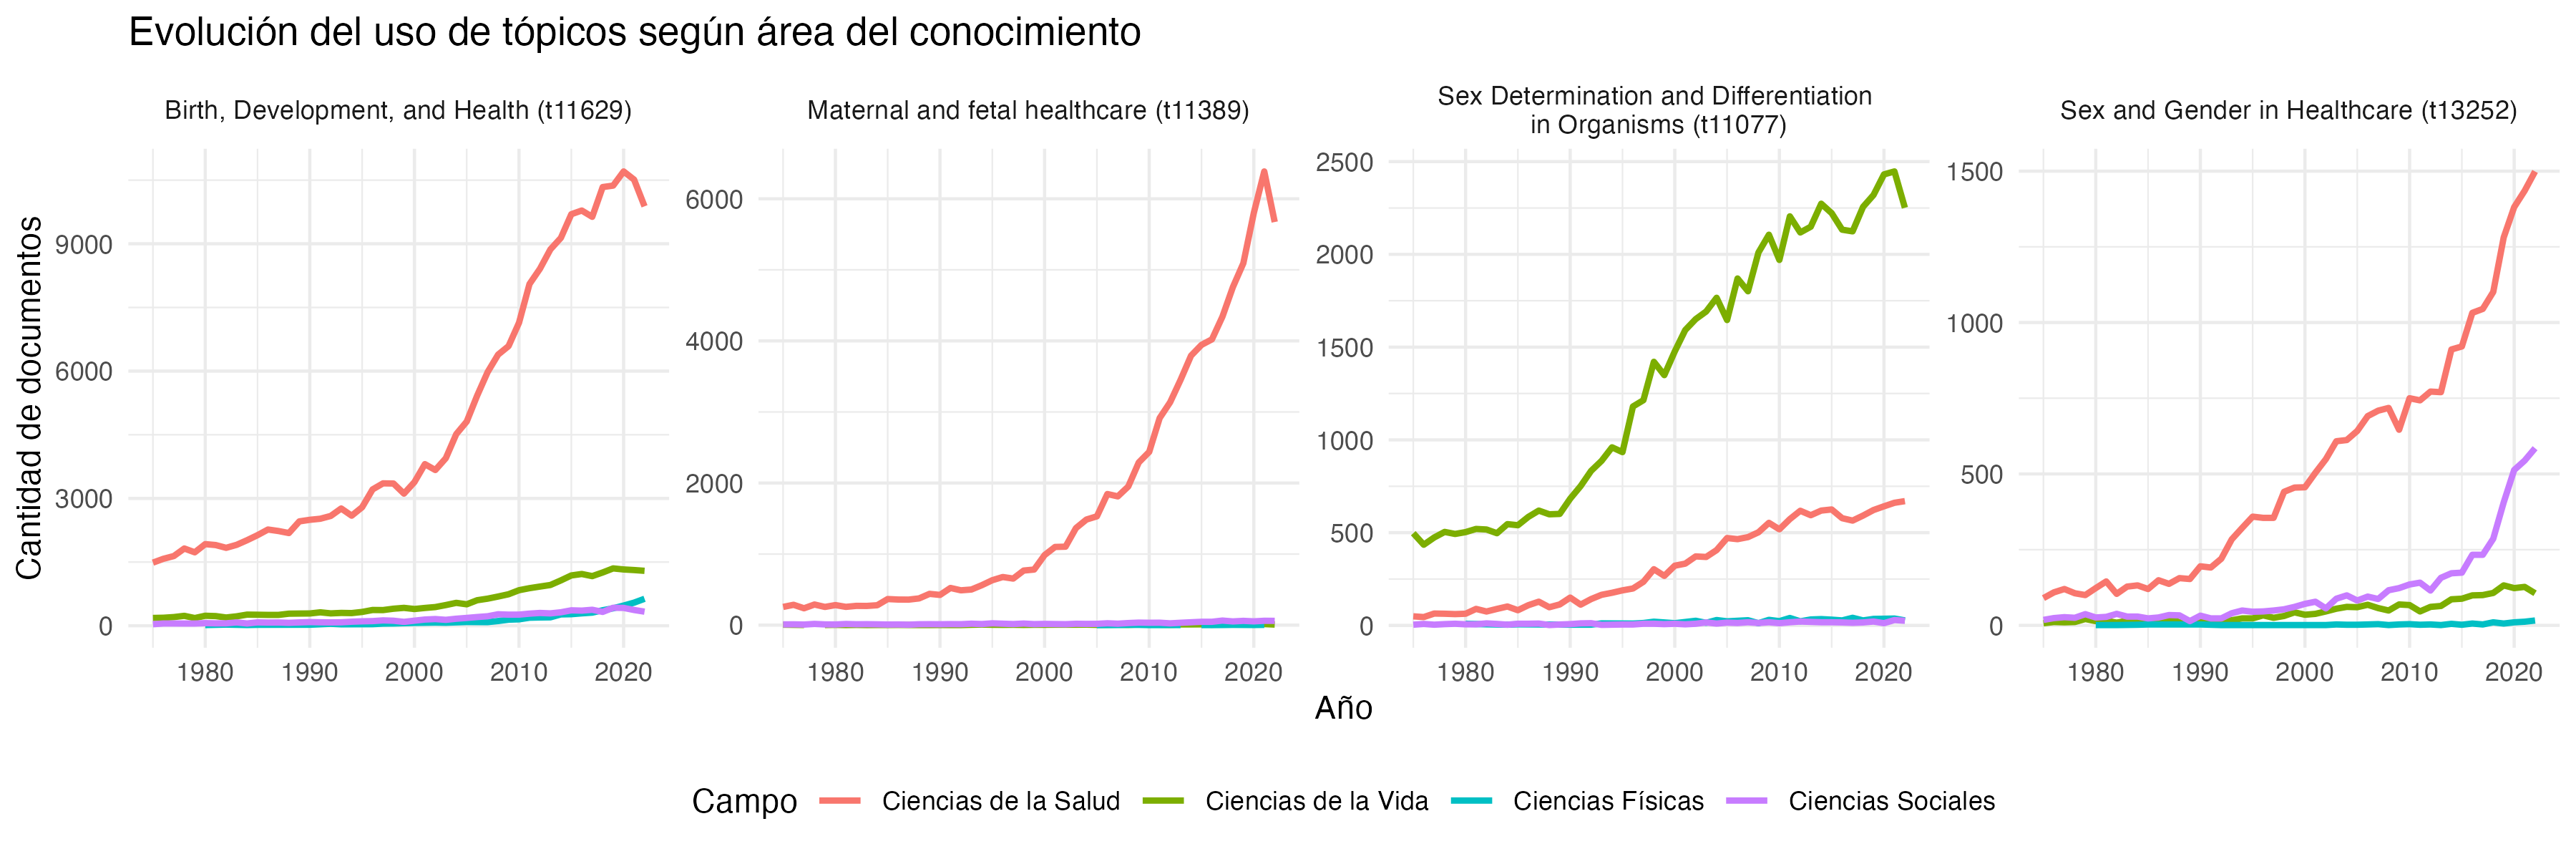 Evolución del uso de tópicos según área del conocimiento
Birth, Development, and Health (t11629)
Maternal and fetal healthcare (t11389)
Sex Determination and Differentiation
in Organisms (t11077)
Sex and Gender in Healthcare (t13252)
Cantidad de documentos
9000
6000
3000
0
1980 1990 2000 2010 2020
6000
4000
2000
0
1980 1990 2000 2010 2020
2500
2000
1500
1000
500
0
1980 1990 2000 2010 2020
1500
1000
500
0
1980 1990 2000 2010 2020
Año
Campo Ciencias de la Salud Ciencias de la Vida Ciencias Físicas Ciencias Sociales